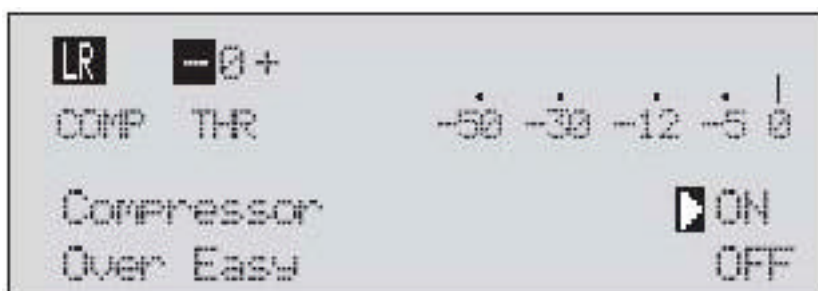 LR -0+
COMP THR -50 -30 -12 -5 0
Compressor ON
Over Easy OFF